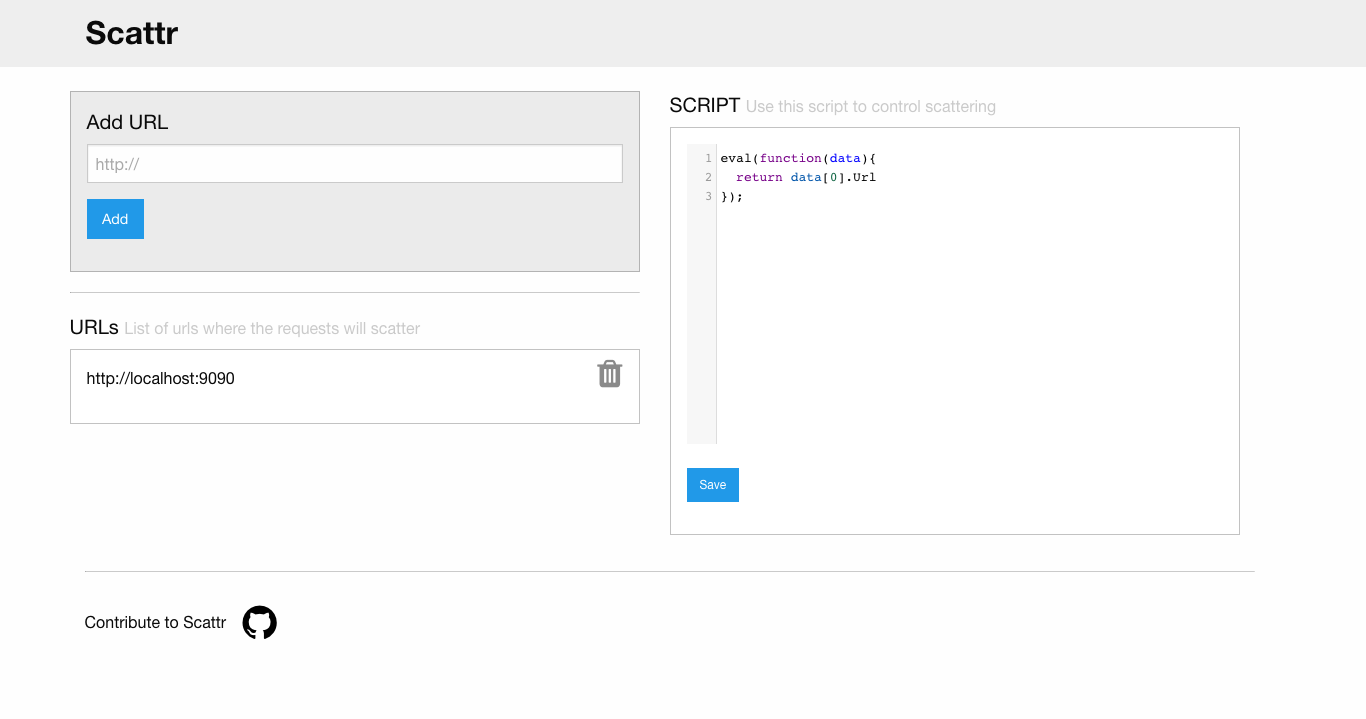 Scattr
Add URL
http://
Add
URLs List of urls where the requests will scatter
http://localhost:9090
SCRIPT Use this script to control scattering
1 eval(function(data){
2   return data[0].Url
3 });
Save
Contribute to Scattr